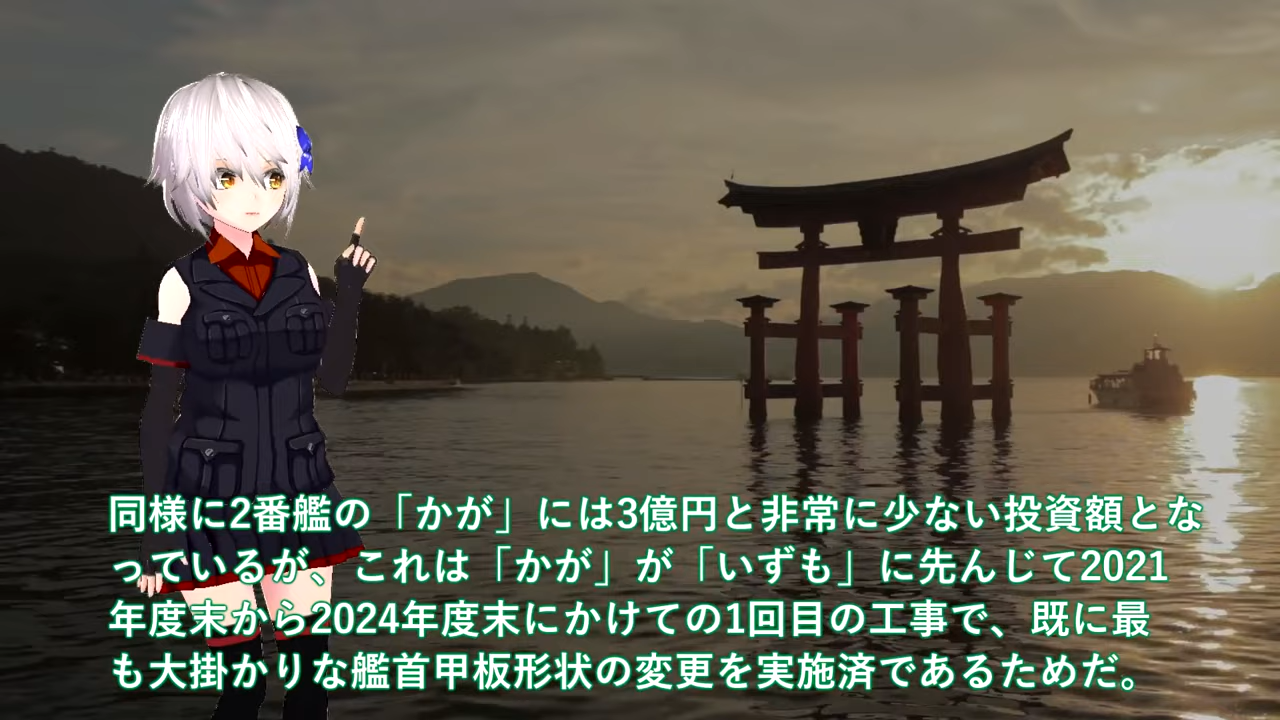 同様に2番艦の「かが」には3億円と非常に少ない投資額とな
っているが、これは「かが」が「いずも」に先んじて2021
年度末から2024年度末にかけての1回目の工事で、既に最
も大掛かりな艦首甲板形状の変更を実施済であるためだ。